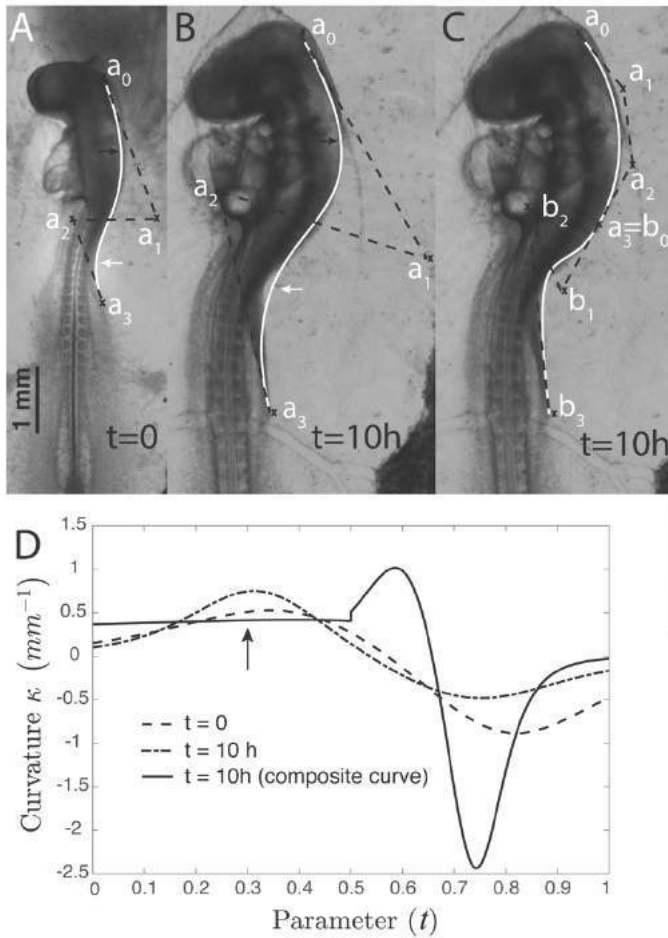 A
a0
a1
a2
a3
1 mm
t=0
B
a0
a1
a2
a3
t=10h
C
a0
a1
a2
a3=b0
b1
b2
b3
t=10h
D
Curvature κ (mm⁻¹)
1.5
1
0.5
0
-0.5
-1
-1.5
-2
-2.5
t = 0
t = 10 h
t = 10h (composite curve)
0 0.1 0.2 0.3 0.4 0.5 0.6 0.7 0.8 0.9 1
Parameter (t)